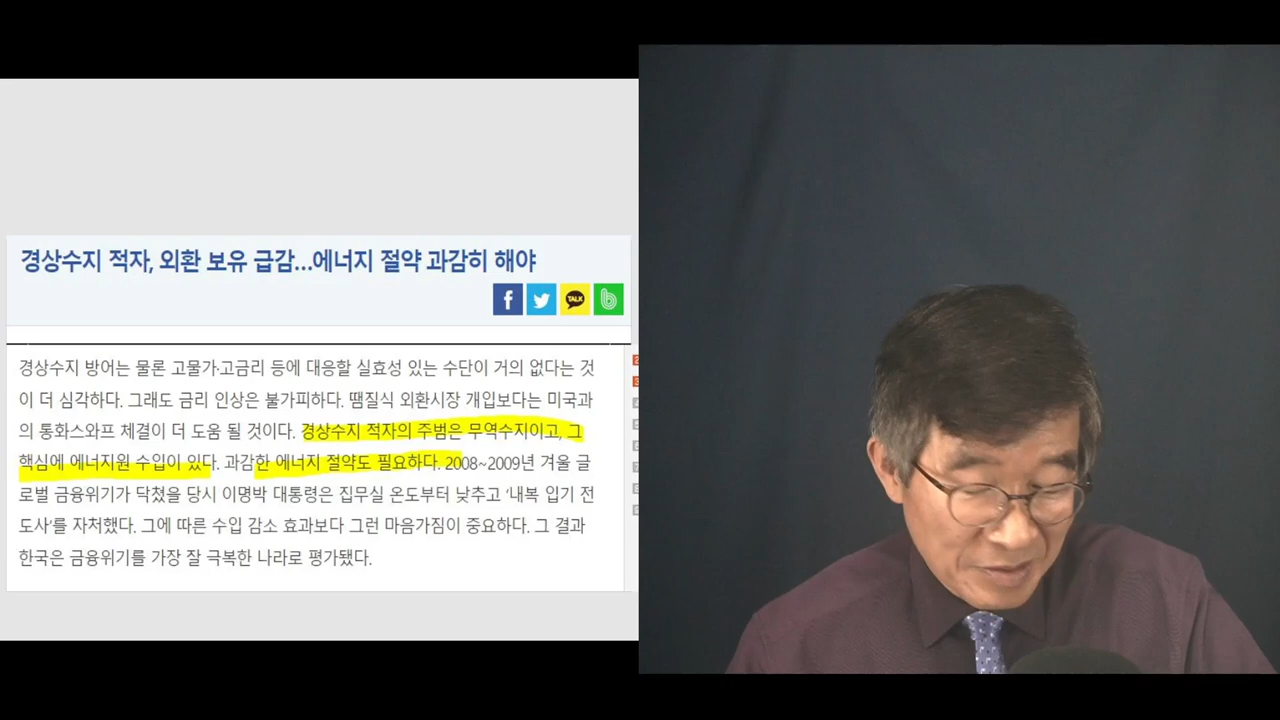 경상수지 적자, 외환 보유 급감...에너지 절약 과감히 해야
f
TALK
b
경상수지 방어는 물론 고물가·고금리 등에 대응할 실효성 있는 수단이 거의 없다는 것
이 더 심각하다. 그래도 금리 인상은 불가피하다. 땜질식 외환시장 개입보다는 미국과
의 통화스와프 체결이 더 도움 될 것이다. 경상수지 적자의 주범은 무역수지이고, 그
핵심에 에너지원 수입이 있다. 과감한 에너지 절약도 필요하다. 2008~2009년 겨울 글
로벌 금융위기가 닥쳤을 당시 이명박 대통령은 집무실 온도부터 낮추고 ‘내복 입기 전
도사’를 자처했다. 그에 따른 수입 감소 효과보다 그런 마음가짐이 중요하다. 그 결과
한국은 금융위기를 가장 잘 극복한 나라로 평가됐다.